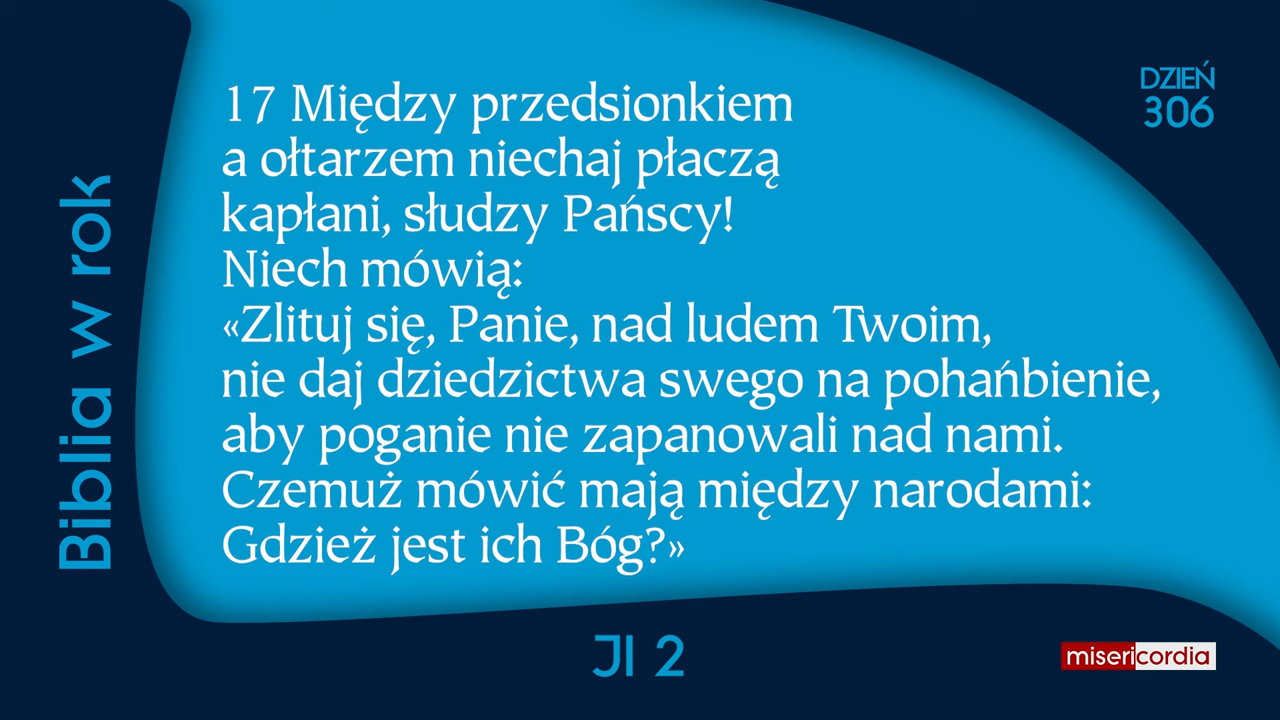 DZIEŃ
306
Biblia w rok
17 Między przedsionkiem
a ołtarzem niechaj płaczą
kapłani, słudzy Pańscy!
Niech mówią:
«Zlituj się, Panie, nad ludem Twoim,
nie daj dziedzictwa swego na pohańbienie,
aby poganie nie zapanowali nad nami.
Czemuż mówić mają między narodami:
Gdzież jest ich Bóg?»
Jl 2
misericordia